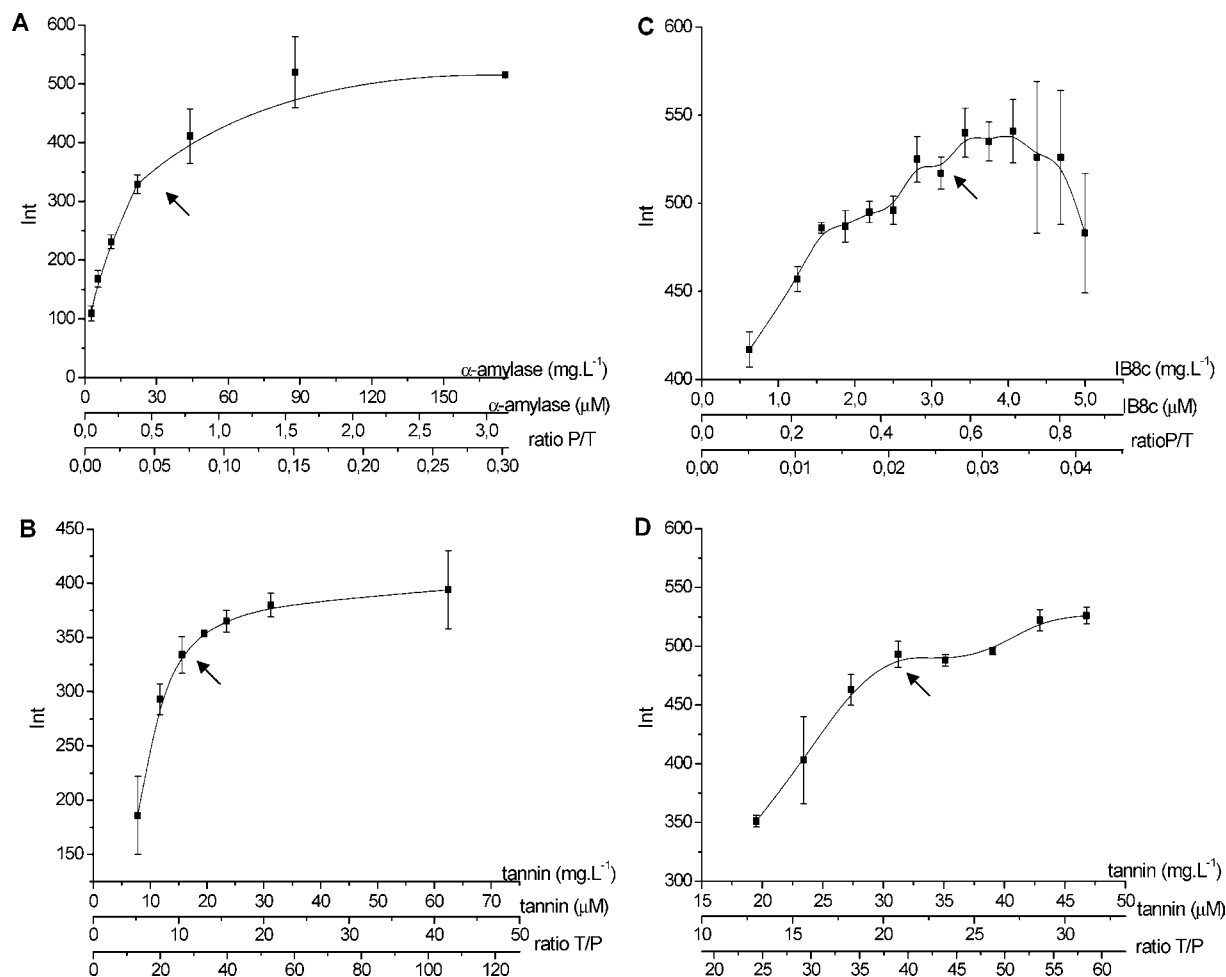 A
600
500
400
300
200
100
0
Int
α-amylase (mg.L-1)
0 30 60 90 120 150
α-amylase (μM)
0,0 0,5 1,0 1,5 2,0 2,5 3,0
ratio P/T
0,00 0,05 0,10 0,15 0,20 0,25 0,30
C
600
550
500
450
400
Int
IB8c (mg.L-1)
0,0 1,0 2,0 3,0 4,0 5,0
IB8c (μM)
0,0 0,2 0,4 0,6 0,8
ratioP/T
0,00 0,01 0,02 0,03 0,04
B
450
400
350
300
250
200
150
Int
tannin (mg.L-1)
0 10 20 30 40 50 60 70
tannin (μM)
0 10 20 30 40 50
ratio T/P
0 20 40 60 80 100 120
D
600
550
500
450
400
350
300
Int
tannin (mg.L-1)
15 20 25 30 35 40 45 50
tannin (μM)
10 15 20 25 30
ratio T/P
20 25 30 35 40 45 50 55 60